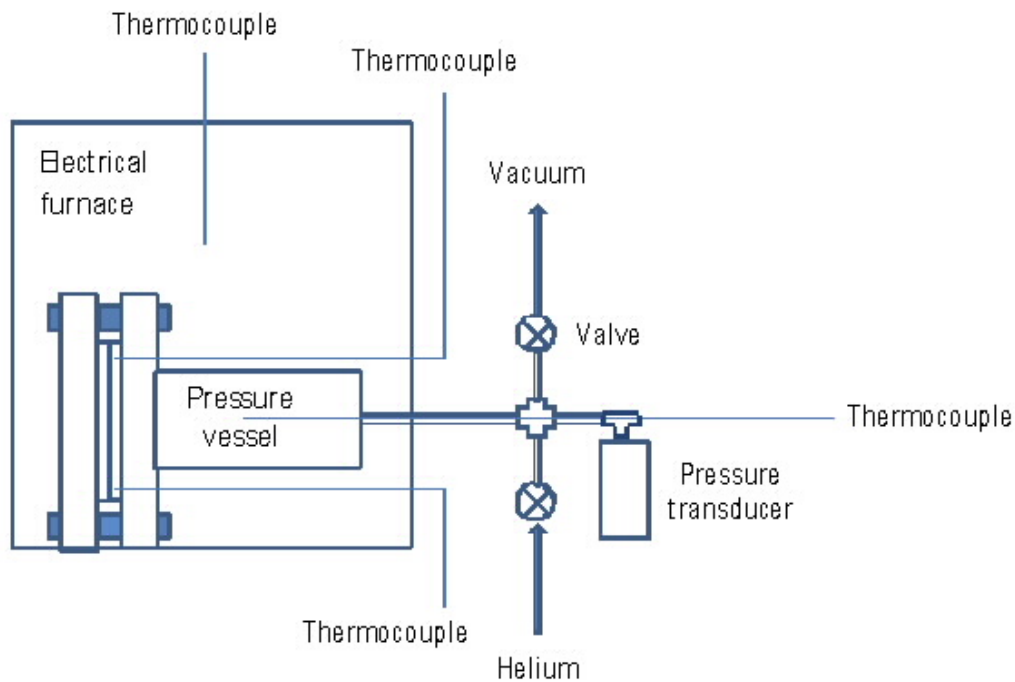 Thermocouple
Thermocouple
Electrical
furnace
Vacuum
Valve
Pressure
vessel
Thermocouple
Pressure
transducer
Thermocouple
Helium